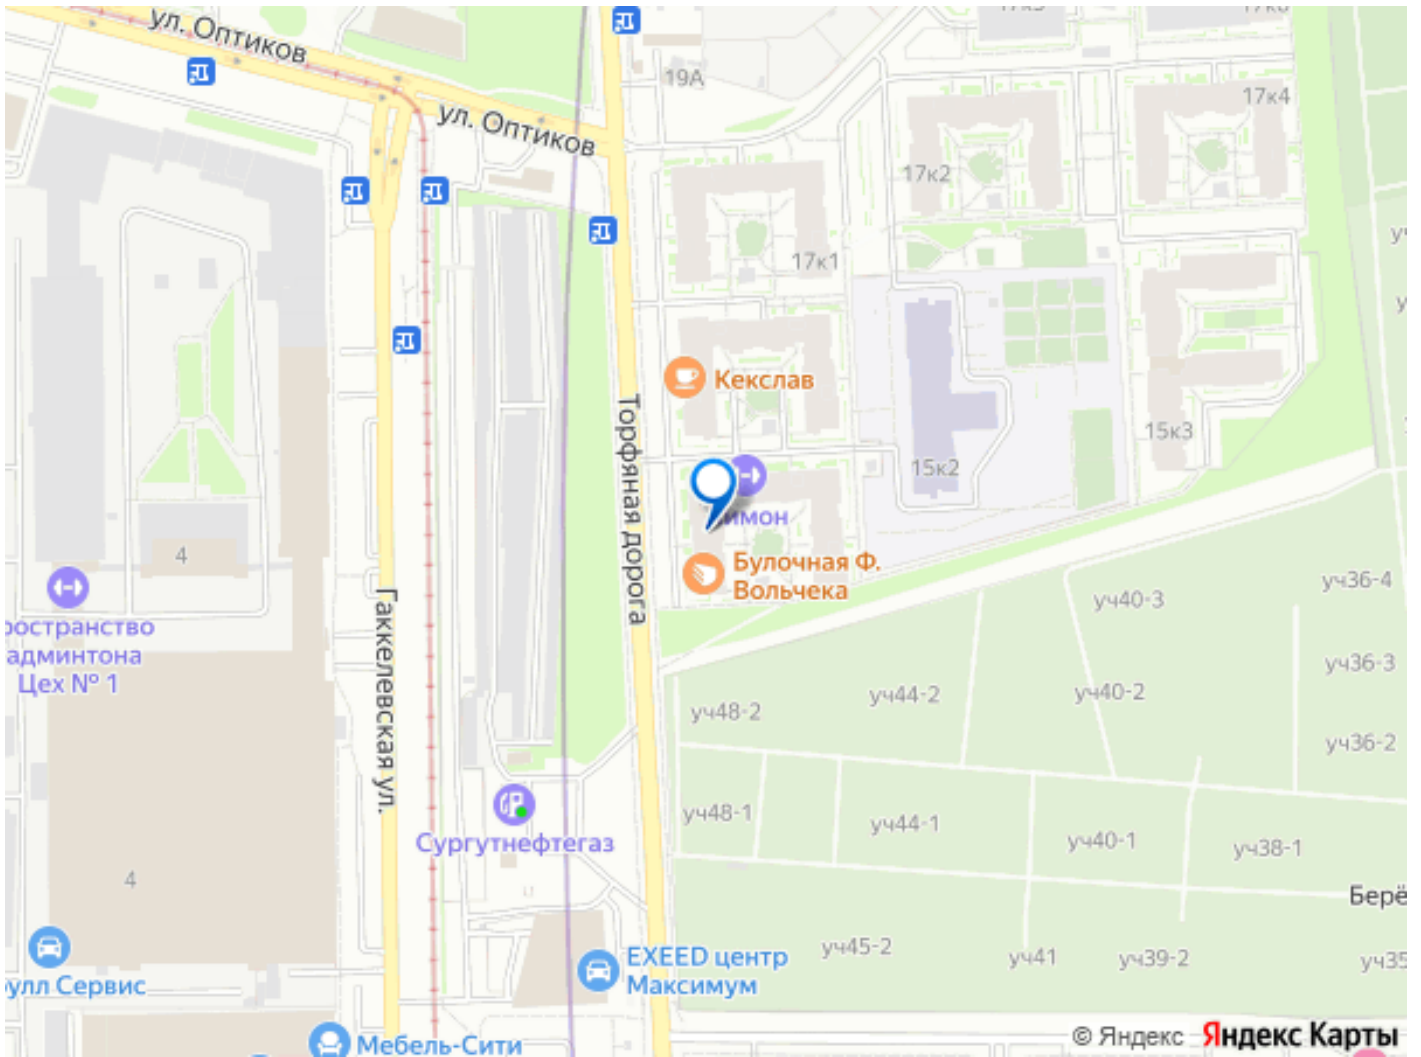 ул. Оптиков
17к6
19А
17к4
ул. Оптиков
17к2
17к1
Кекслав
Торфяная дорога
15к3
15к2
имон
4
Булочная Ф.
Вольчека
уч36-4
уч40-3
Гаккелевская ул.
Цех № 1
уч36-3
уч44-2
уч40-2
уч48-2
уч36-2
уч48-1
уч44-1
Сургутнефтегаз
уч40-1
уч38-1
4
Берё
уч45-2
уч41
уч39-2
уч35
EXEED центр
Максимум
улл Сервис
Мебель-Сити
© Яндекс Яндекс Карты